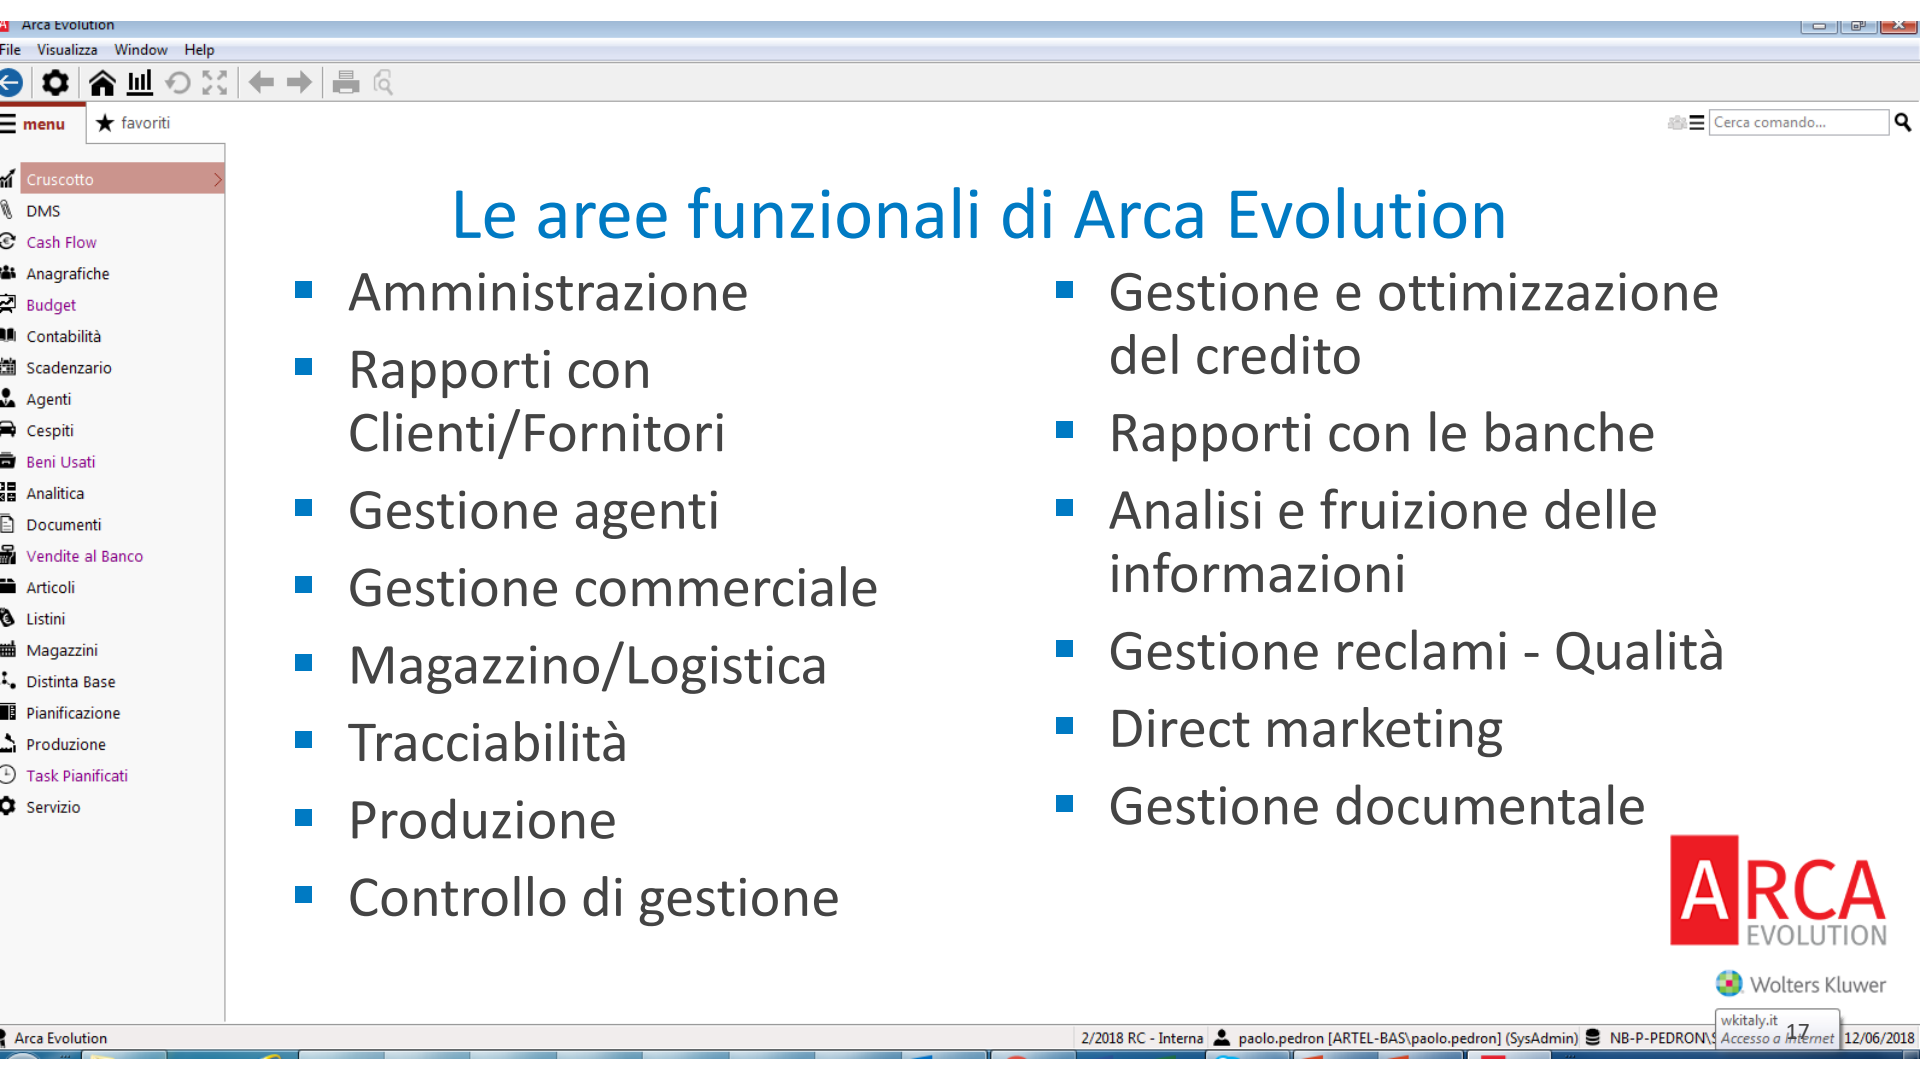 Arca Evolution
File Visualizza Window Help
menu
favoriti
Cerca comando...
Cruscotto
DMS
Cash Flow
Anagrafiche
Budget
Contabilità
Scadenzario
Agenti
Cespiti
Beni Usati
Analitica
Documenti
Vendite al Banco
Articoli
Listini
Magazzini
Distinta Base
Pianificazione
Produzione
Task Pianificati
Servizio
Le aree funzionali di Arca Evolution
Amministrazione
Rapporti con
Clienti/Fornitori
Gestione agenti
Gestione commerciale
Magazzino/Logistica
Tracciabilità
Produzione
Controllo di gestione
Gestione e ottimizzazione
del credito
Rapporti con le banche
Analisi e fruizione delle
informazioni
Gestione reclami - Qualità
Direct marketing
Gestione documentale
ARCA
EVOLUTION
Wolters Kluwer
wkitaly.it
Accesso a Internet
17
Arca Evolution
2/2018 RC - Interna paolo.pedron [ARTEL-BAS\paolo.pedron] (SysAdmin) NB-P-PEDRON\ 12/06/2018